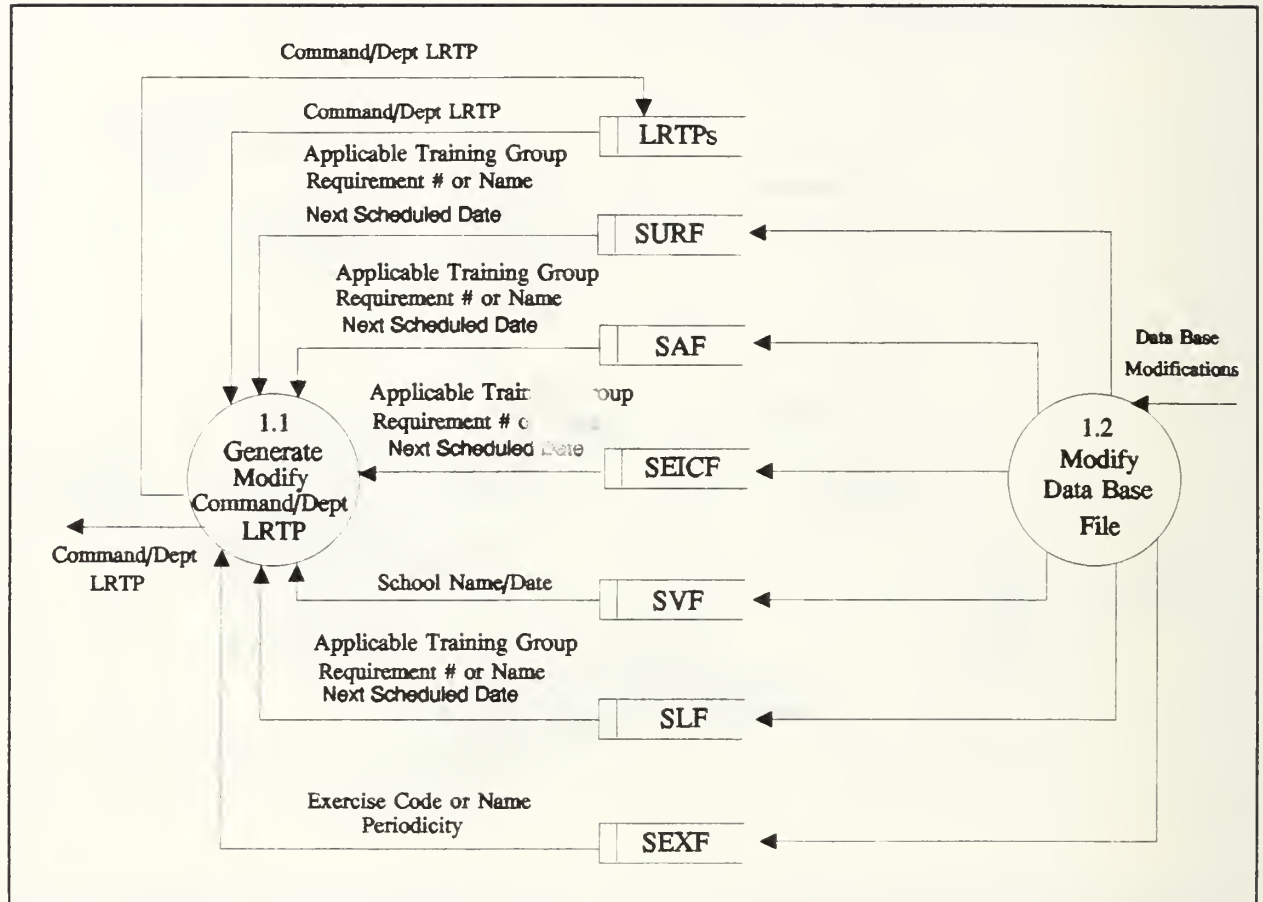 Command/Dept LRTP
Command/Dept LRTP
LRTPs
Applicable Training Group
Requirement # or Name
Next Scheduled Date
SURF
Applicable Training Group
Requirement # or Name
Next Scheduled Date
SAF
Data Base
Modifications
Applicable
Requirement #
Next Scheduled
SEICF
1.1
Generate
Modify
Command/Dept
LRTP
1.2
Modify
Data Base
File
Command/Dept
LRTP
School Name/Date
SVF
Applicable Training Group
Requirement # or Name
Next Scheduled Date
SLF
Exercise Code or Name
Periodicity
SEXF